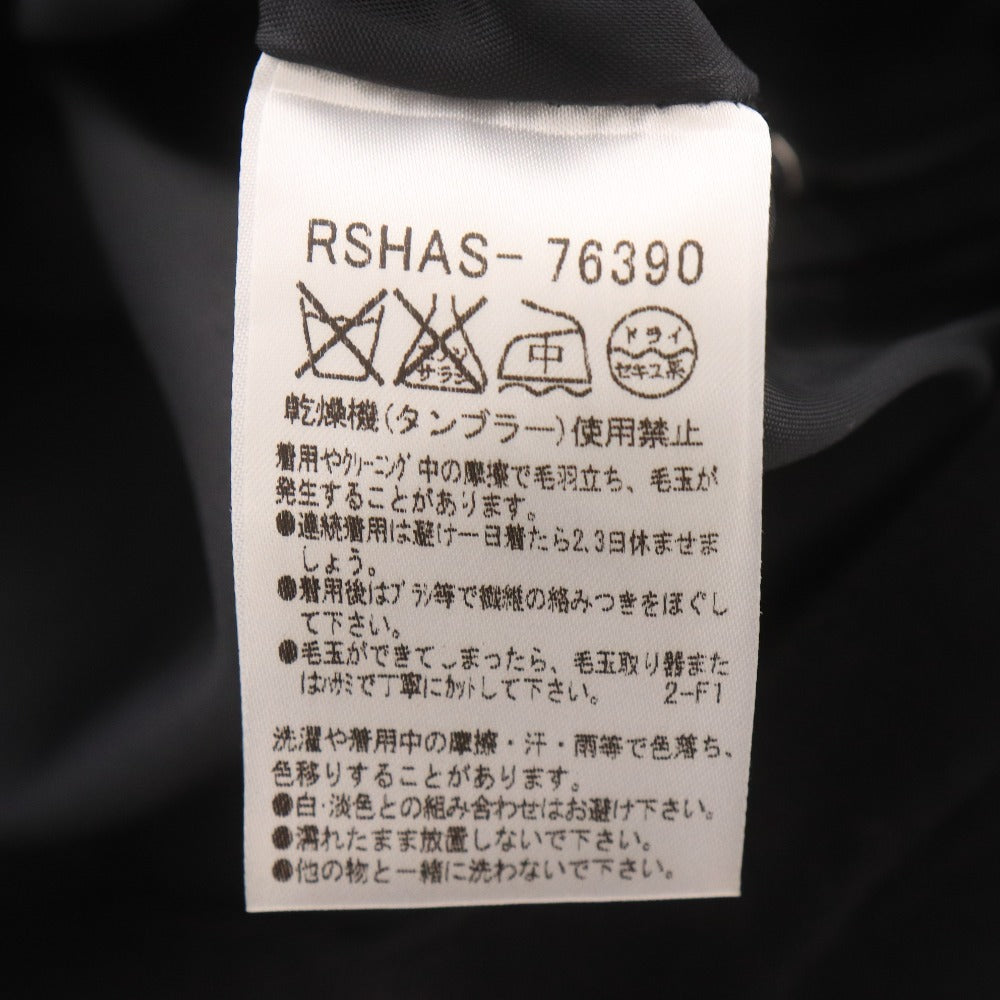 RSHAS- 76390
エンソ サラシ 中 ドライ セキユ系
乾燥機(タンブラー)使用禁止
着用やクリーニング中の摩擦で毛羽立ち、毛玉が
発生することがあります。
●連続着用は避け一日着たら2,3日休ませま
しょう。
●着用後はブラシ等で繊維の絡みつきをほぐし
て下さい。
●毛玉ができてしまったら、毛玉取り器また
はハサミで丁寧にカットして下さい。 2-F1
洗濯や着用中の摩擦・汗・雨等で色落ち、
色移りすることがあります。
●白・淡色との組み合わせはお避け下さい。
●濡れたまま放置しないで下さい。
●他の物と一緒に洗わないで下さい。